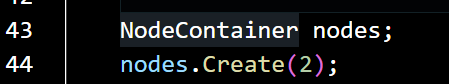 43 NodeContainer nodes;
44 nodes.Create(2);